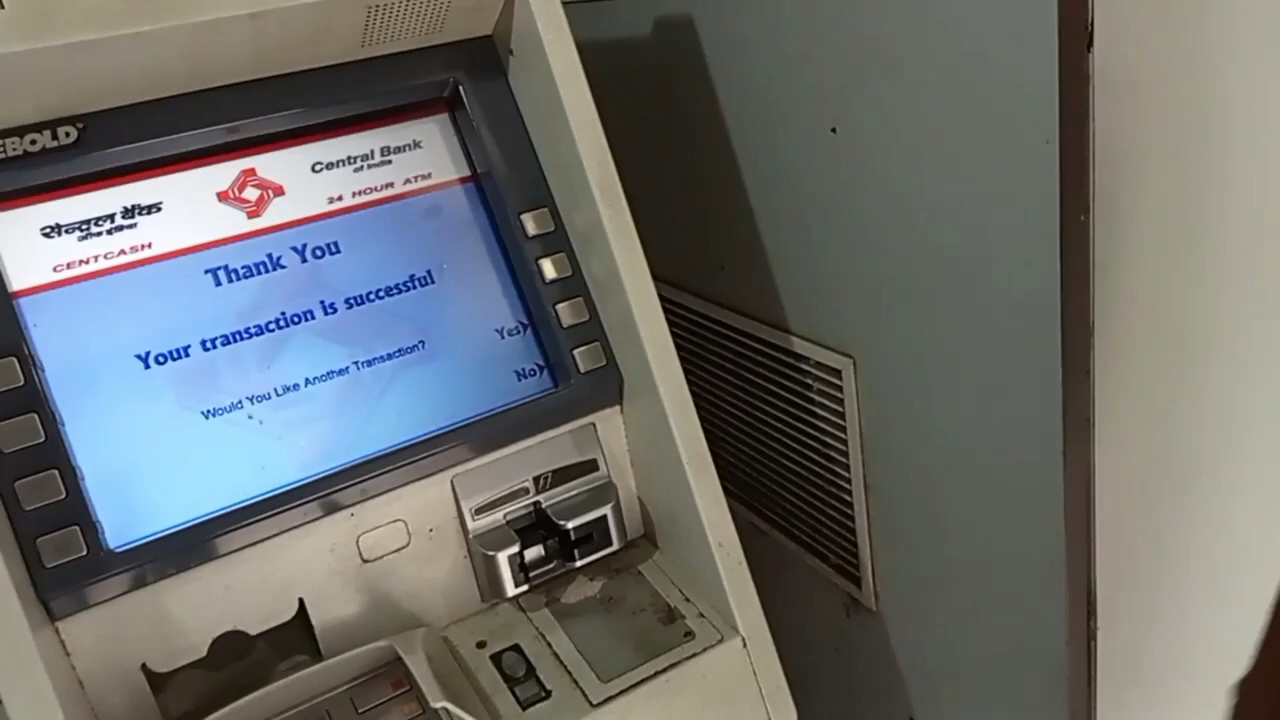 EBOLD
सेन्ट्रल बैंक
ऑफ इंडिया
CENTCASH
Central Bank
of India
24 HOUR ATM
Thank You
Your transaction is successful
Would You Like Another Transaction?
Yes
No